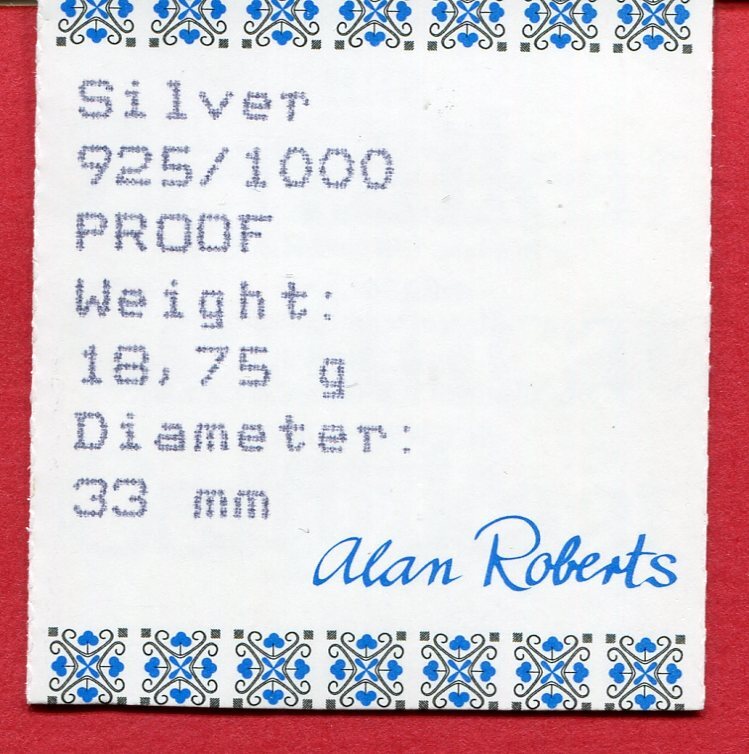 Silver
925/1000
PROOF
Weight:
18,75 g
Diameter:
33 mm
Alan Roberts